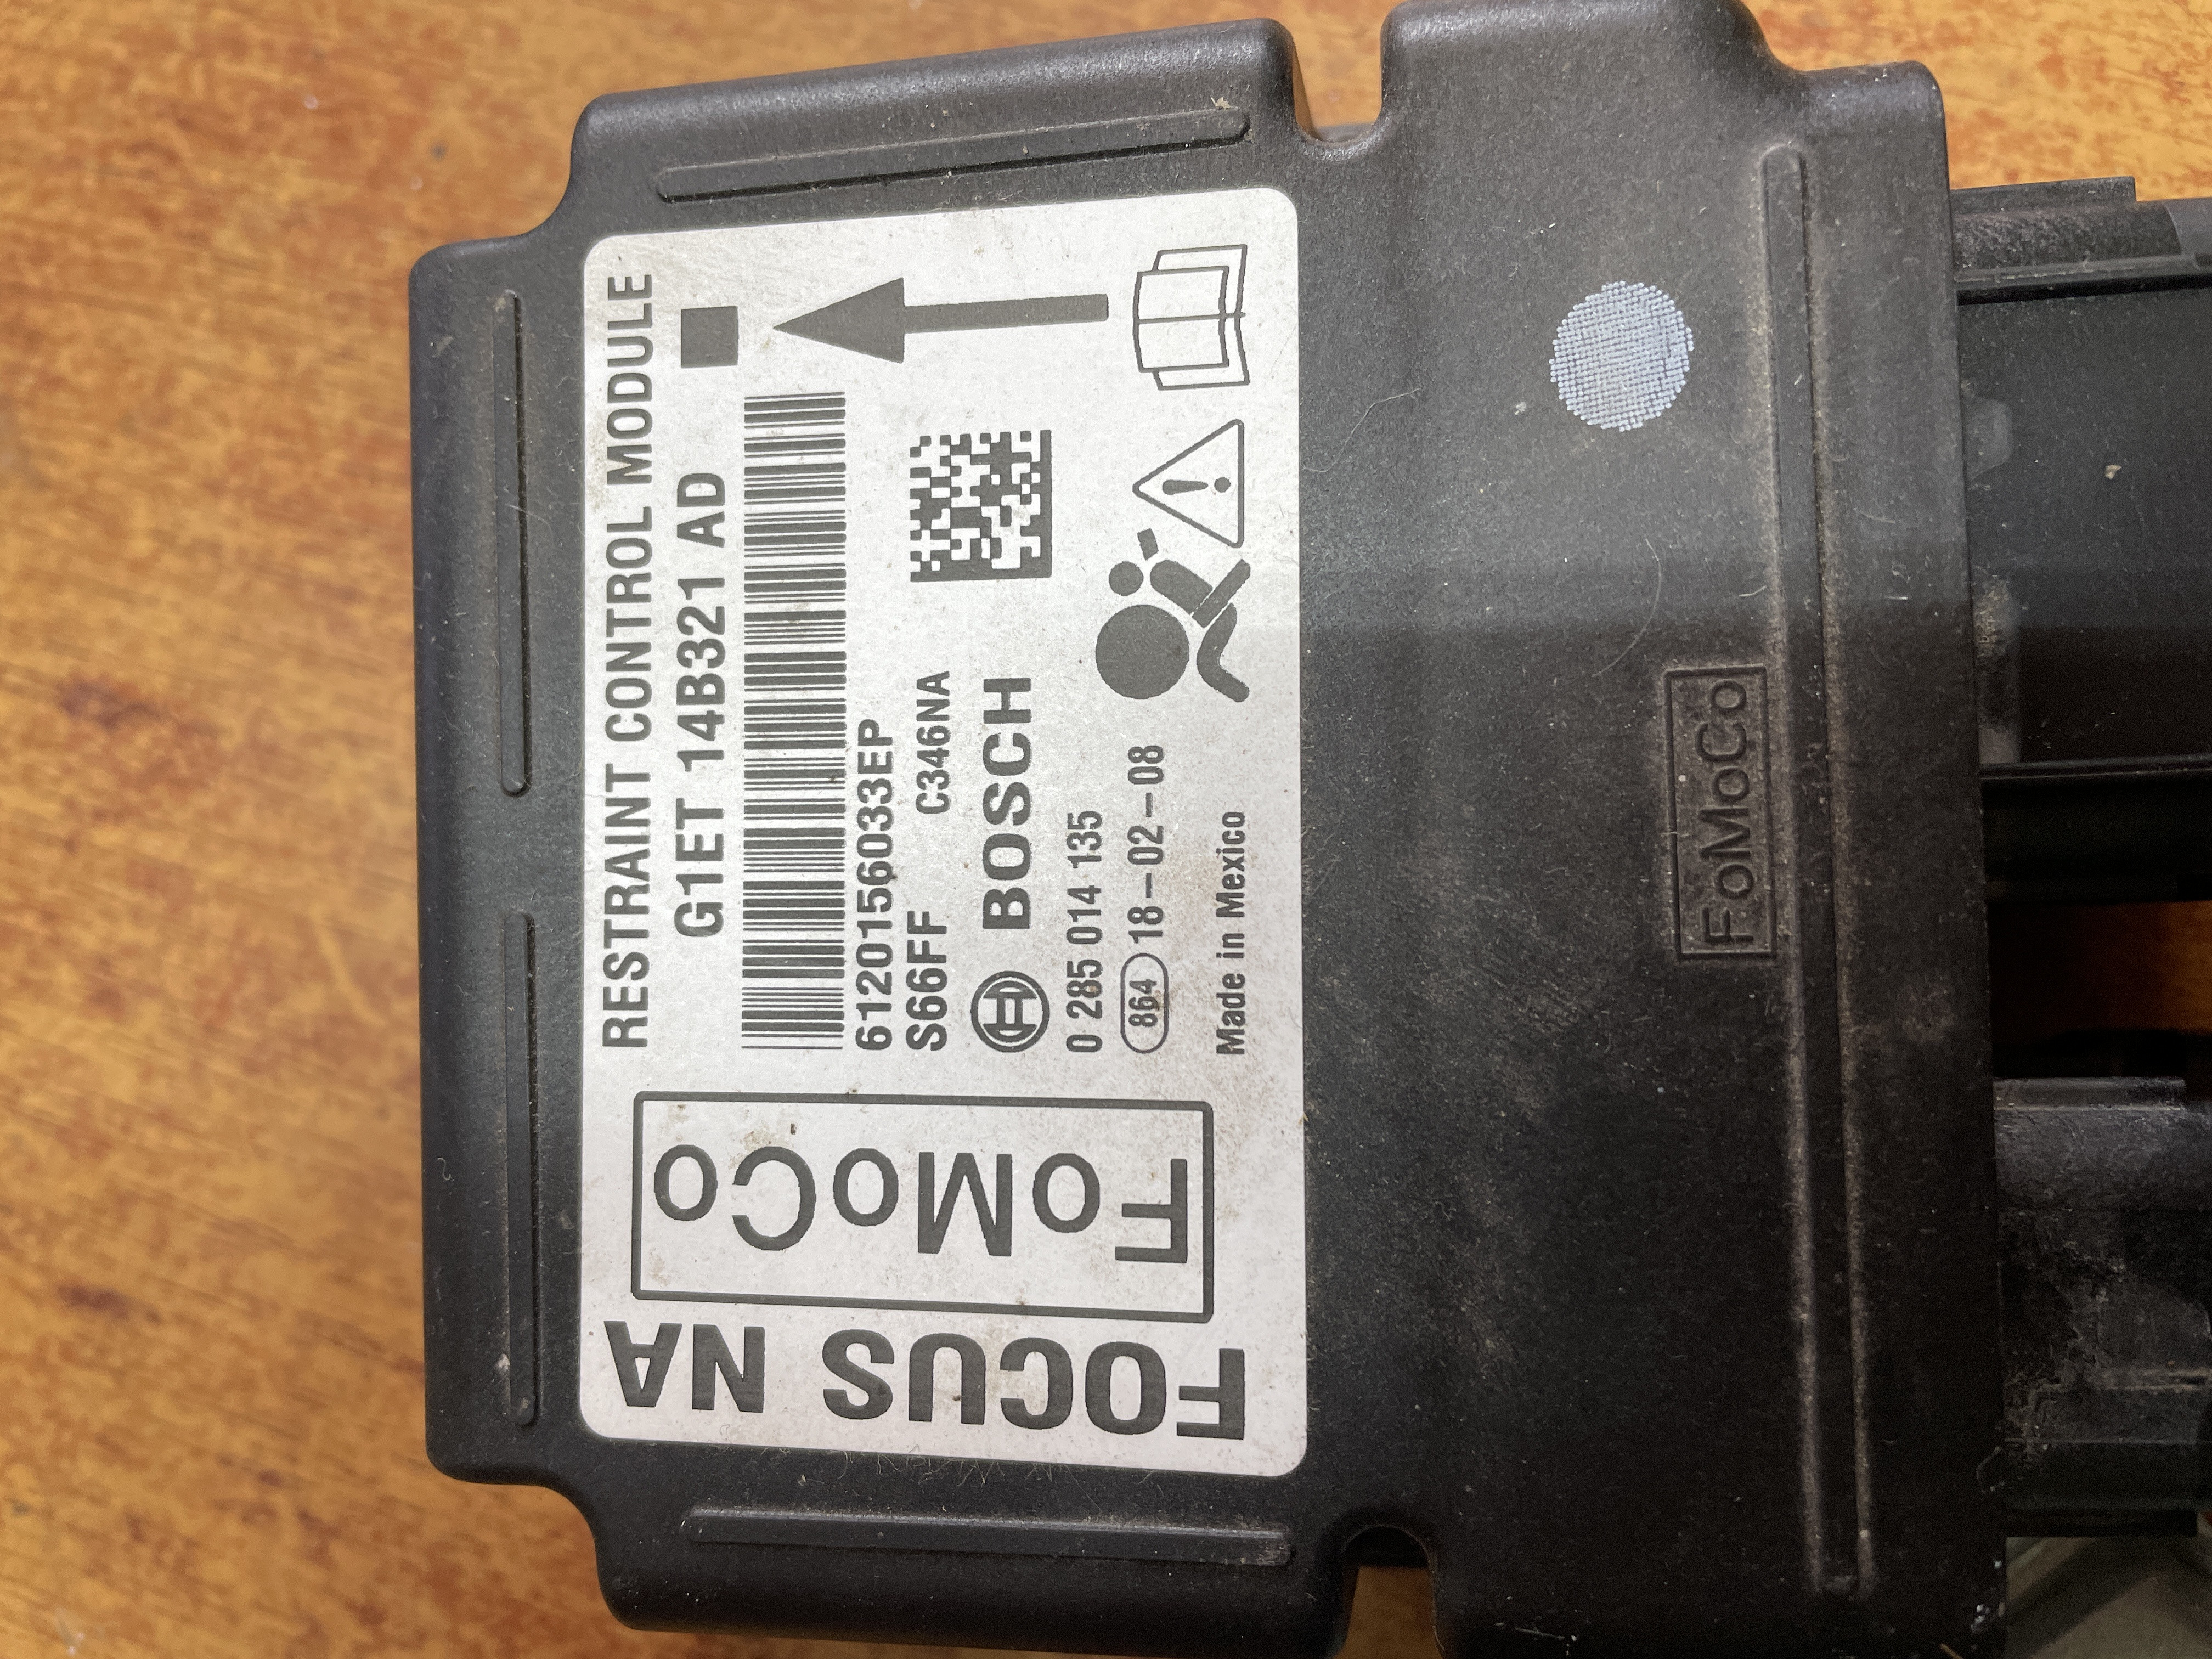 RESTRAINT CONTROL MODULE
G1ET 14B321 AD
6120156033EP
S66FF C346NA
BOSCH
0 285 014 135
864 18-02-08
Made in Mexico
FoMoCo
FOCUS NA
FoMoCo